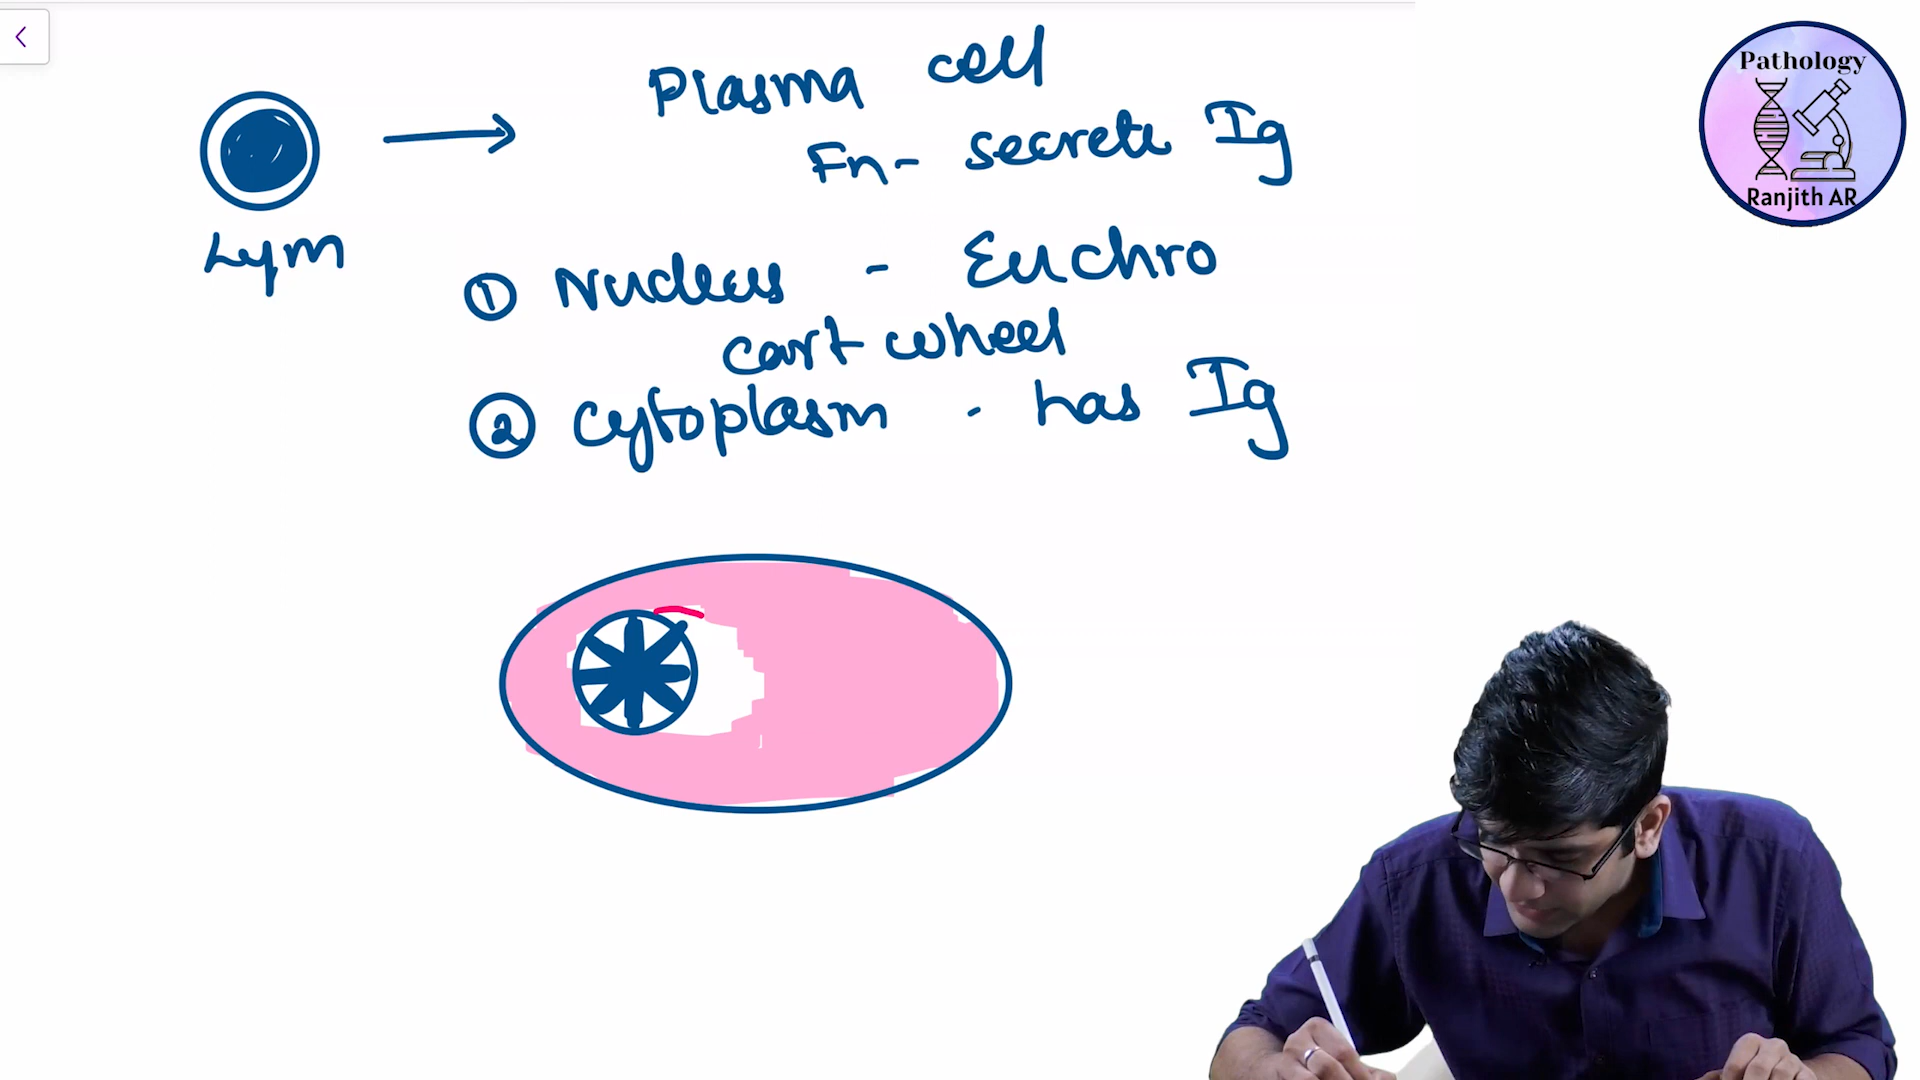 Plasma cell
Fn- secrete Ig
Lym
① Nucleus - Euchro
cart wheel
② Cytoplasm - has Ig
Pathology
Ranjith AR